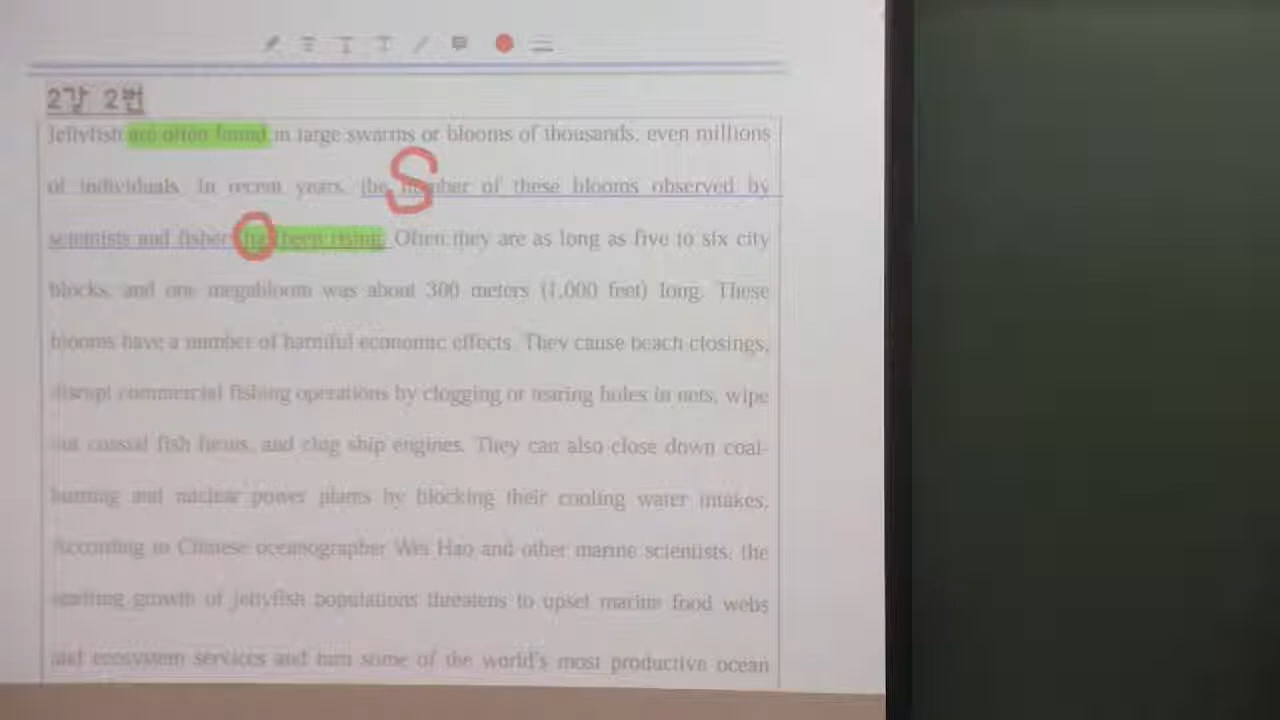 2강 2번
Jellyfish are often found in large swarms or blooms of thousands, even millions
of individuals. In recent years, the number of these blooms observed by
scientists and fishers has been rising. Often they are as long as five to six city
blocks, and one megabloom was about 300 meters (1,000 feet) long. These
blooms have a number of harmful economic effects. They cause beach closings,
disrupt commercial fishing operations by clogging or tearing holes in nets, wipe
out coastal fish farms, and clog ship engines. They can also close down coal-
burning and nuclear power plants by blocking their cooling water intakes.
According to Chinese oceanographer Wei Hao and other marine scientists, the
startling growth of jellyfish populations threatens to upset marine food webs
and ecosystem services and turn some of the world's most productive ocean
S